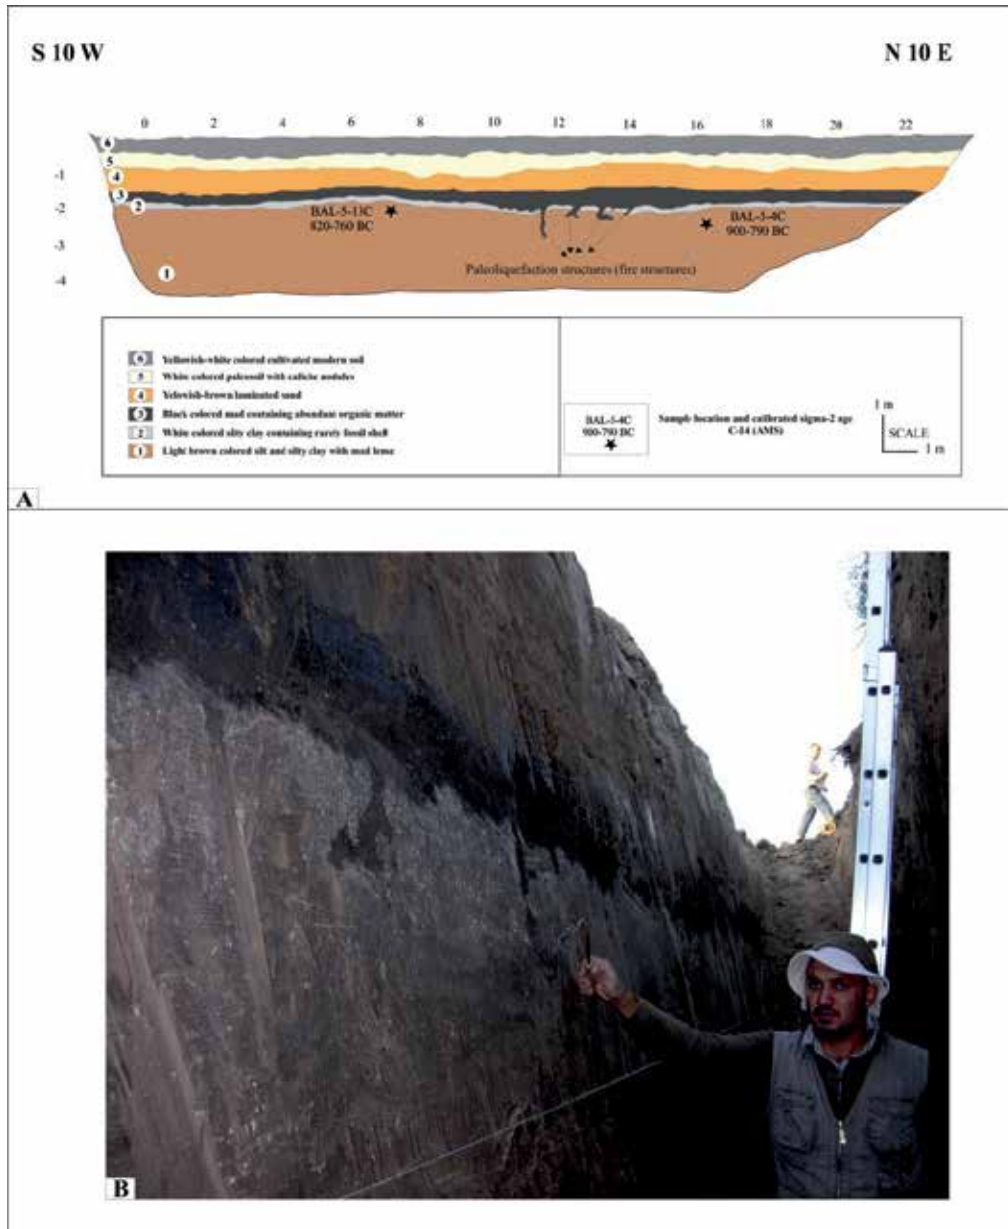 S 10 W
N 10 E
0 2 4 6 8 10 12 14 16 18 20 22
6
5
-1
4
3
2
-2
BAL-5-13C
820-760 BC
BAL-5-4C
900-790 BC
-3
1
Paleoliquefaction structures (fire structures)
-4
6 Yellowish-white colored cultivated modern soil
5 White colored paleosoil with caliche nodules
4 Yelowish-brown laminated sand
3 Black colored mud containing abundant organic matter
2 White colored silty clay containing rarely fossil shell
1 Light brown colored silt and silty clay with mud lense
BAL-5-4C
900-790 BC
Sample location and calibrated sigma-2 age
C-14 (AMS)
1 m
SCALE
1 m
A
B